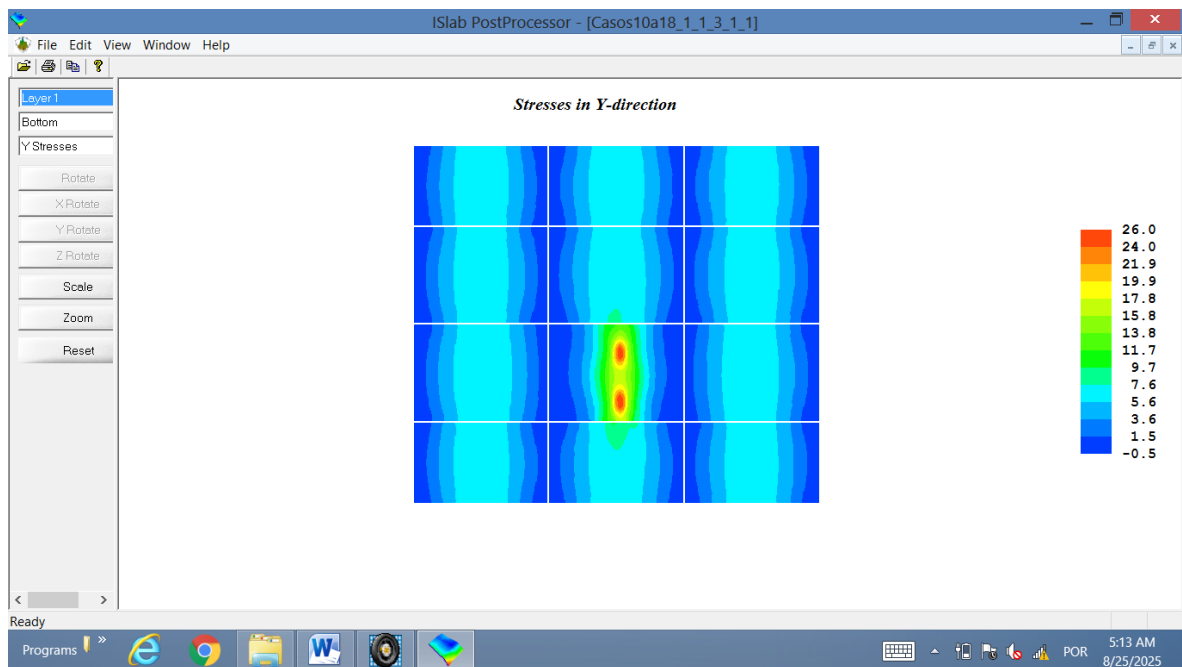 ISlab PostProcessor - [Casos10a18_1_1_3_1_1]
File Edit View Window Help
Layer 1
Bottom
Y Stresses
Rotate
X Rotate
Y Rotate
Z Rotate
Scale
Zoom
Reset
Stresses in Y-direction
26.0
24.0
21.9
19.9
17.8
15.8
13.8
11.7
9.7
7.6
5.6
3.6
1.5
-0.5
Ready
Programs
POR
5:13 AM
8/25/2025